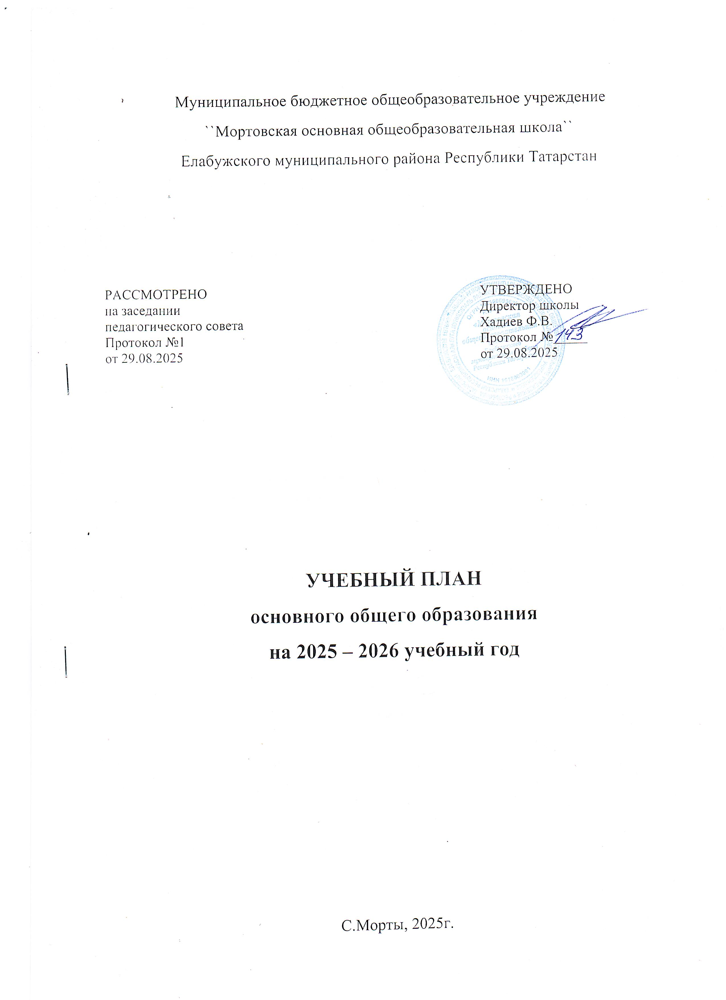 Муниципальное бюджетное общеобразовательное учреждение
``Мортовская основная общеобразовательная школа``
Елабужского муниципального района Республики Татарстан
РАССМОТРЕНО
на заседании
педагогического совета
Протокол №1
от 29.08.2025
УТВЕРЖДЕНО
Директор школы
Хадиев Ф.В.
Протокол № 143
от 29.08.2025
УЧЕБНЫЙ ПЛАН
основного общего образования
на 2025 – 2026 учебный год
С.Морты, 2025г.